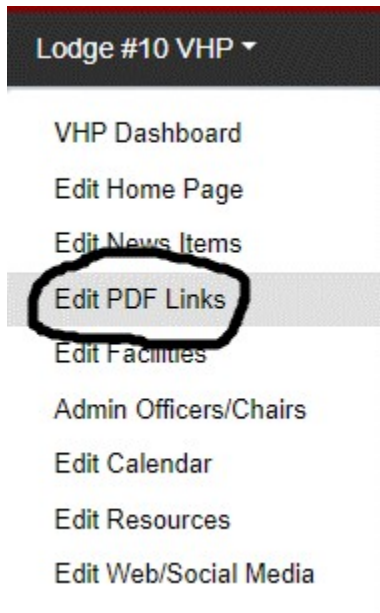 Lodge #10 VHP
VHP Dashboard
Edit Home Page
Edit News Items
Edit PDF Links
Edit Facilities
Admin Officers/Chairs
Edit Calendar
Edit Resources
Edit Web/Social Media